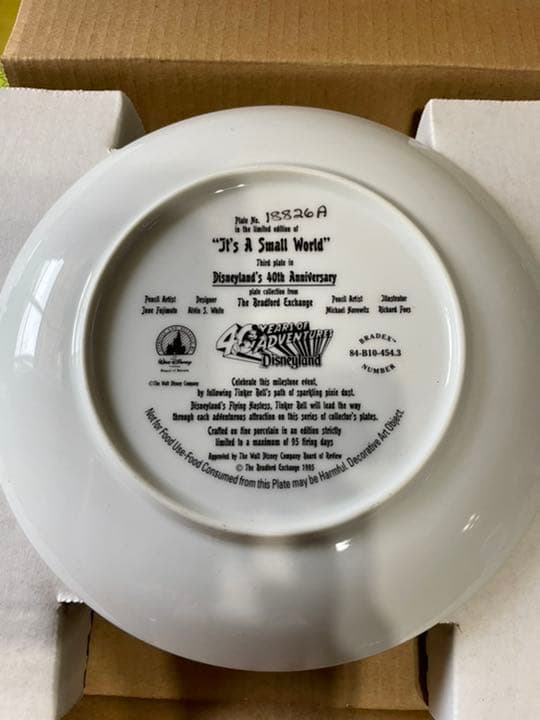 Plate No. 18826A
in the limited edition of
"It's A Small World"
Third plate in
Disneyland's 40th Anniversary
plate collection from
The Bradford Exchange
Pencil Artist
Designer
Alvin S. White
Pencil Artist
Michael Horowitz
Illustrator
40 YEARS OF ADVENTURES
Disneyland
BRADEX™
84-B10-454.3
NUMBER
© The Walt Disney Company
Celebrate this milestone event,
by following Tinker Bell's path of sparkling pixie dust.
Disneyland's Flying Hostess, Tinker Bell will lead the way
through each adventurous attraction on this series of collector's plates.
Crafted on fine porcelain in an edition strictly
limited to a maximum of 95 firing days
Approved by The Walt Disney Company Board of Review
© The Bradford Exchange 1995
Not for Food Use-Food Consumed from this Plate may be Harmful. Decorative Art Object.